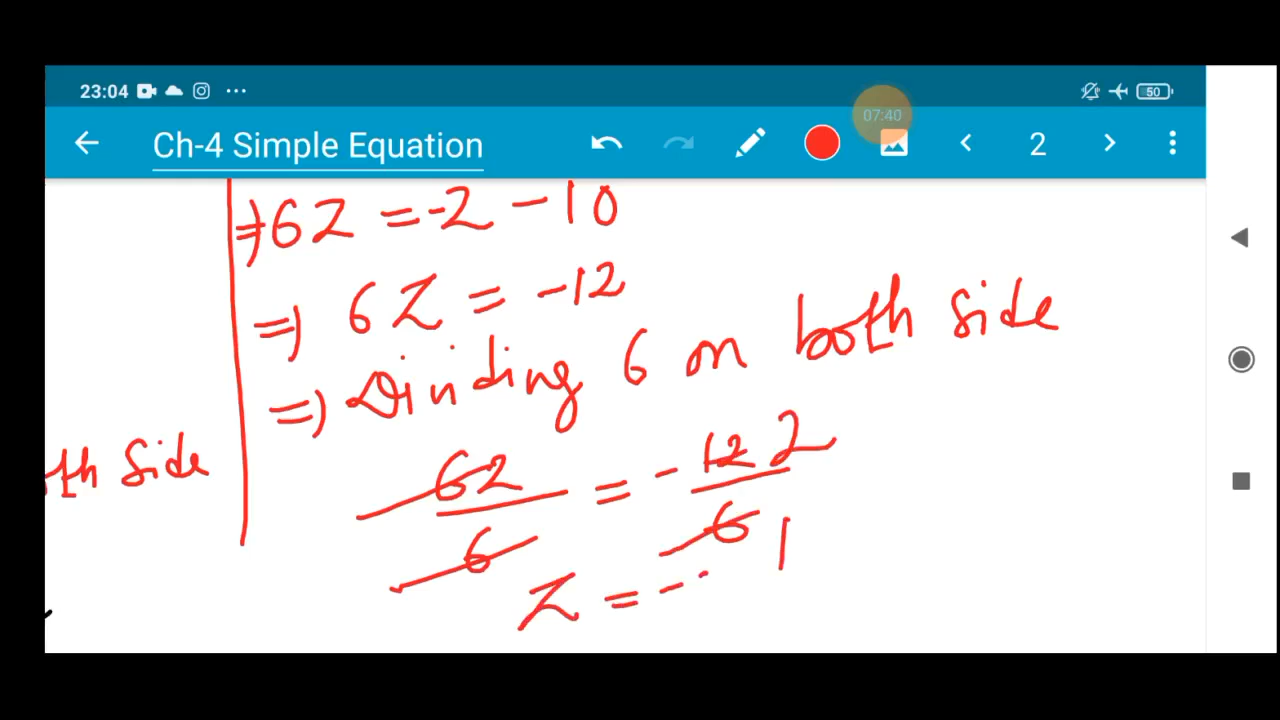 23:04 ... 50
07:40
Ch-4 Simple Equation 2
⇒ 6Z = -2 - 10
⇒ 6Z = -12
⇒ Dividing 6 on both side
6Z/6 = -12/6 2 1
th side
Z = -